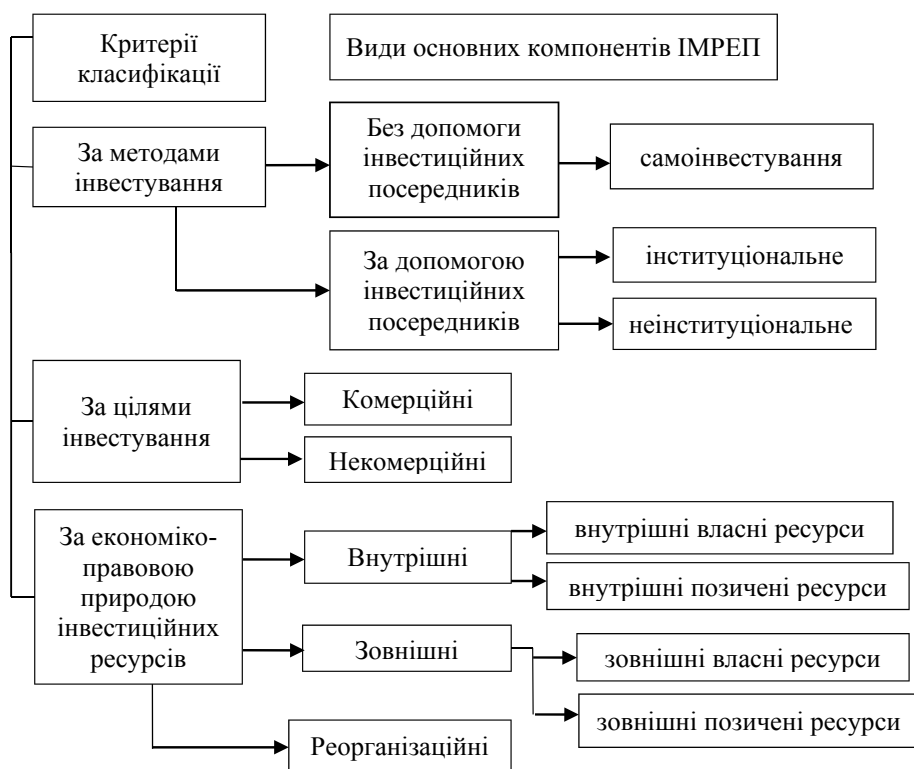 Критерії
класифікації
Види основних компонентів ІМРЕП
За методами
інвестування
Без допомоги
інвестиційних
посередників
самоінвестування
За допомогою
інвестиційних
посередників
інституціональне
неінституціональне
За цілями
інвестування
Комерційні
Некомерційні
За економіко-
правовою
природою
інвестиційних
ресурсів
Внутрішні
внутрішні власні ресурси
внутрішні позичені ресурси
Зовнішні
зовнішні власні ресурси
зовнішні позичені ресурси
Реорганізаційні